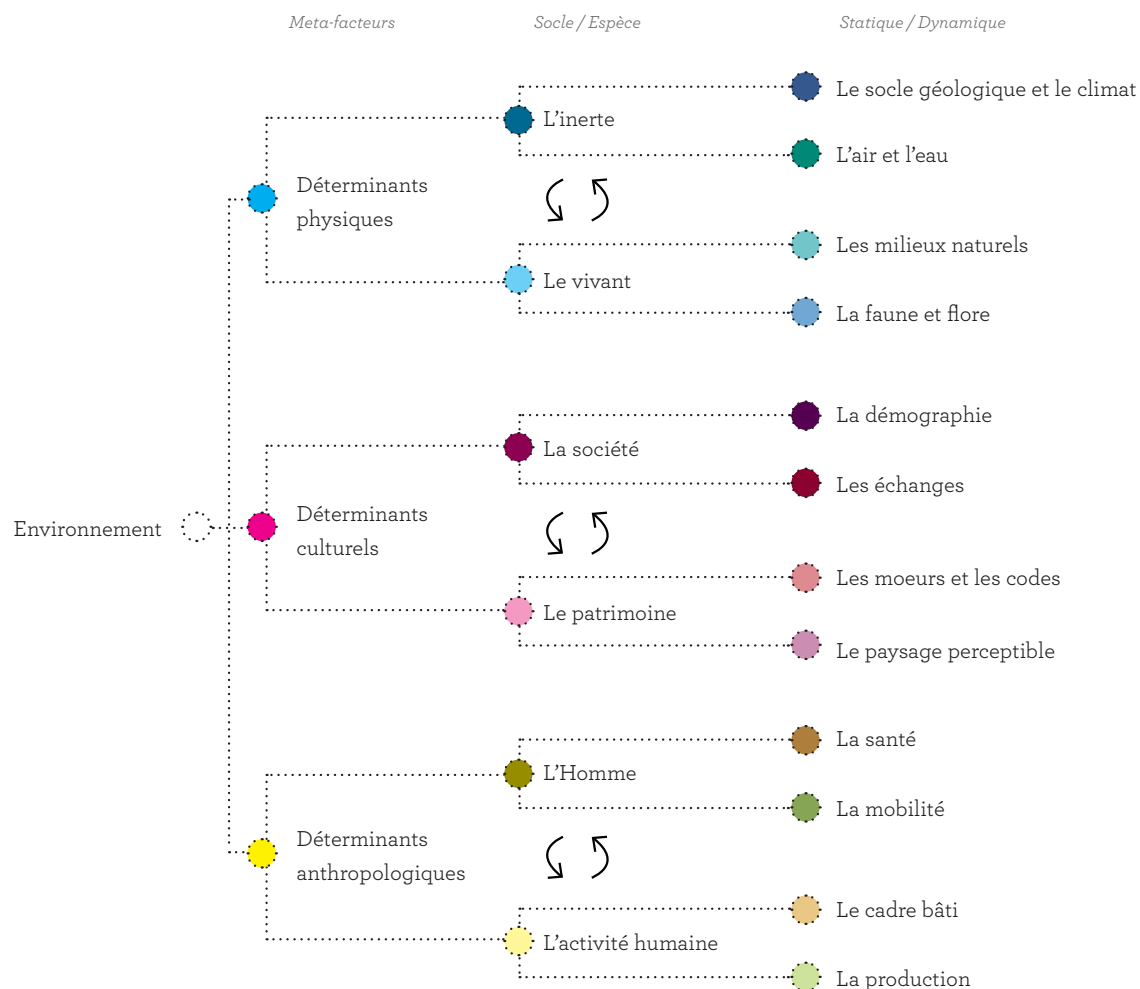 Meta-facteurs
Socle / Espèce
Statique / Dynamique
Le socle géologique et le climat
L'inerte
L'air et l'eau
Déterminants
physiques
Les milieux naturels
Le vivant
La faune et flore
La démographie
La société
Les échanges
Déterminants
culturels
Environnement
Les moeurs et les codes
Le patrimoine
Le paysage perceptible
La santé
L'Homme
La mobilité
Déterminants
anthropologiques
Le cadre bâti
L'activité humaine
La production